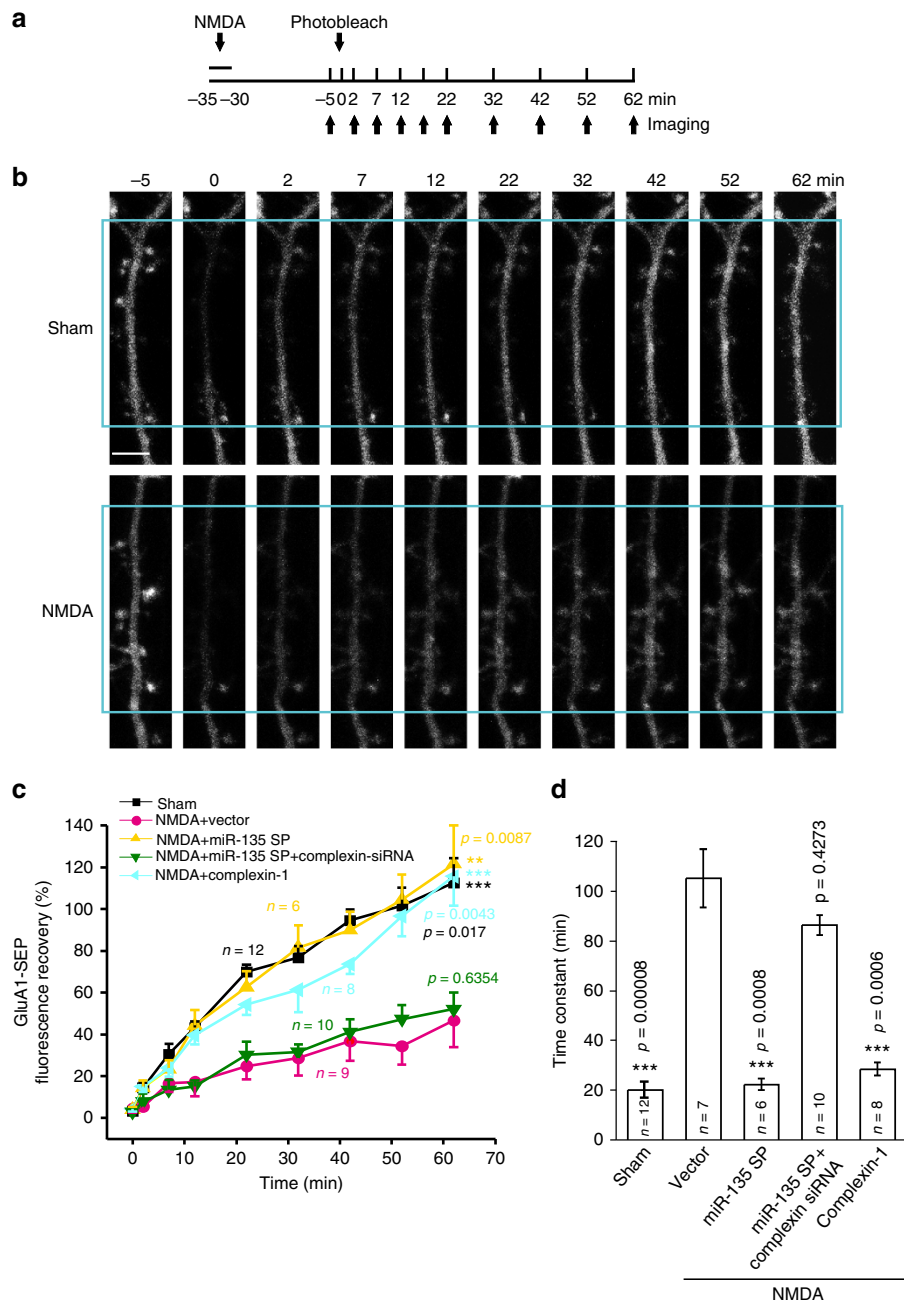 a
NMDA Photobleach
–35 –30 –5 0 2 7 12 22 32 42 52 62 min
Imaging
b
–5 0 2 7 12 22 32 42 52 62 min
Sham
NMDA
c
Sham
NMDA+vector
NMDA+miR-135 SP
NMDA+miR-135 SP+complexin-siRNA
NMDA+complexin-1
GluA1-SEP
fluorescence recovery (%)
140
120
100
80
60
40
20
0
p = 0.0087
**
***
***
p = 0.0043
p = 0.017
p = 0.6354
n = 6
n = 12
n = 8
n = 10
n = 9
0 10 20 30 40 50 60 70
Time (min)
d
Time constant (min)
120
100
80
60
40
20
0
*** p = 0.00008
*** p = 0.0008
p = 0.4273
*** p = 0.0006
n = 12
n = 7
n = 6
n = 10
n = 8
Sham
Vector
miR-135 SP
miR-135 SP+
complexin siRNA
Complexin-1
NMDA